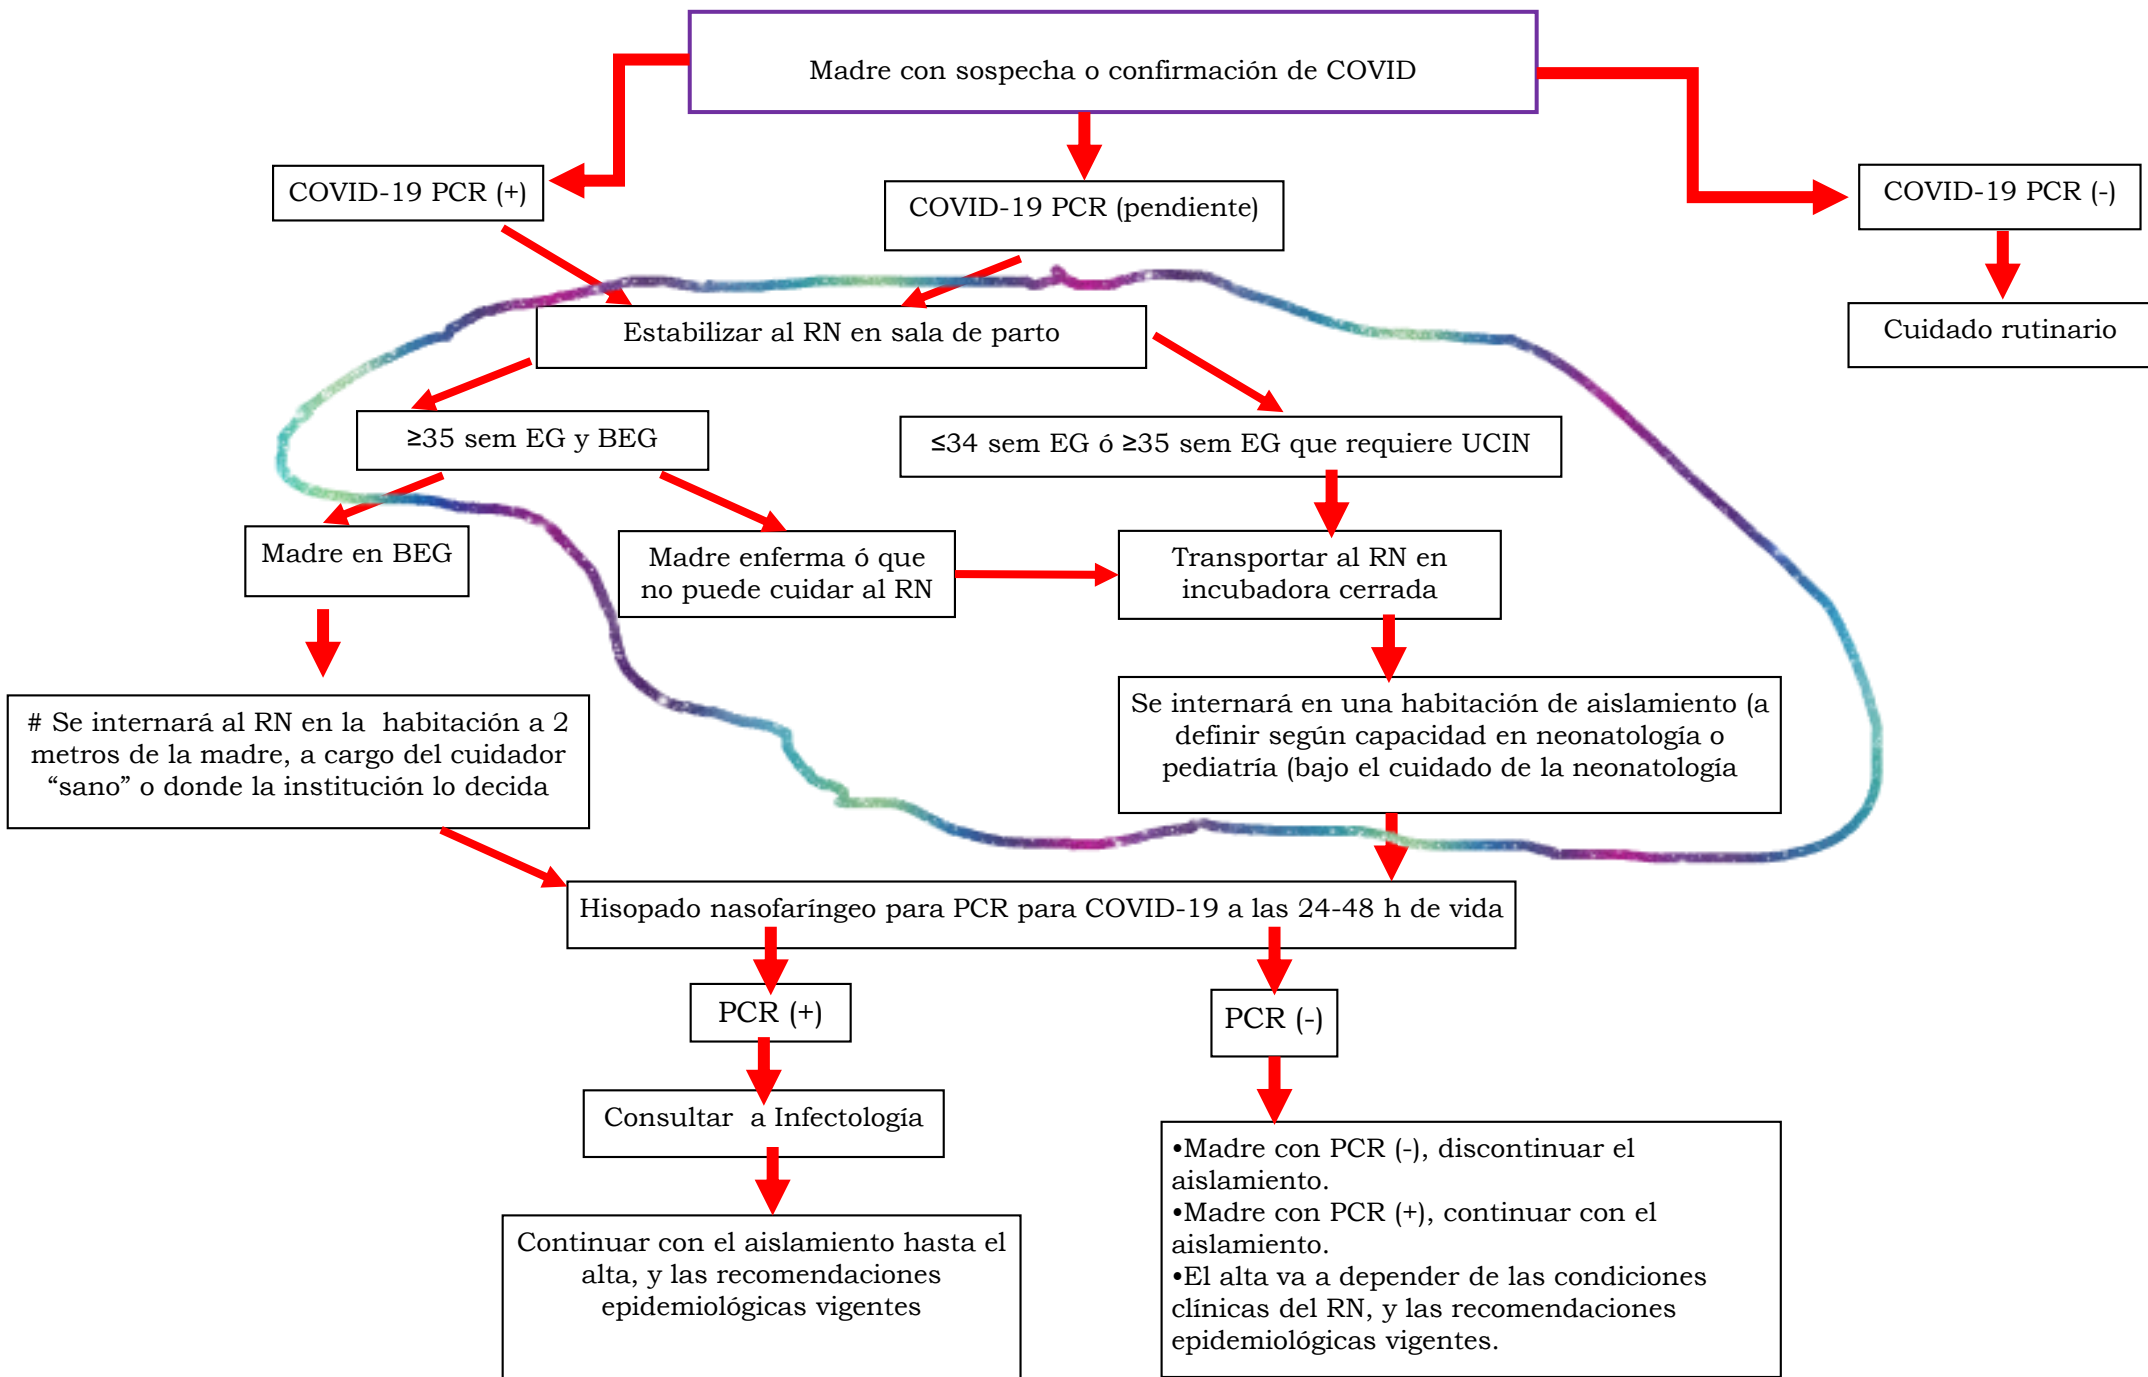 Madre con sospecha o confirmación de COVID
COVID-19 PCR (+)
COVID-19 PCR (pendiente)
COVID-19 PCR (-)
Estabilizar al RN en sala de parto
Cuidado rutinario
≥35 sem EG y BEG
≤34 sem EG ó ≥35 sem EG que requiere UCIN
Madre en BEG
Madre enferma ó que
no puede cuidar al RN
Transportar al RN en
incubadora cerrada
# Se internará al RN en la  habitación a 2
metros de la madre, a cargo del cuidador
“sano” o donde la institución lo decida
Se internará en una habitación de aislamiento (a
definir según capacidad en neonatología o
pediatría (bajo el cuidado de la neonatología
Hisopado nasofaríngeo para PCR para COVID-19 a las 24-48 h de vida
PCR (+)
PCR (-)
Consultar  a Infectología
Continuar con el aislamiento hasta el
alta, y las recomendaciones
epidemiológicas vigentes
•Madre con PCR (-), discontinuar el
aislamiento.
•Madre con PCR (+), continuar con el
aislamiento.
•El alta va a depender de las condiciones
clínicas del RN, y las recomendaciones
epidemiológicas vigentes.